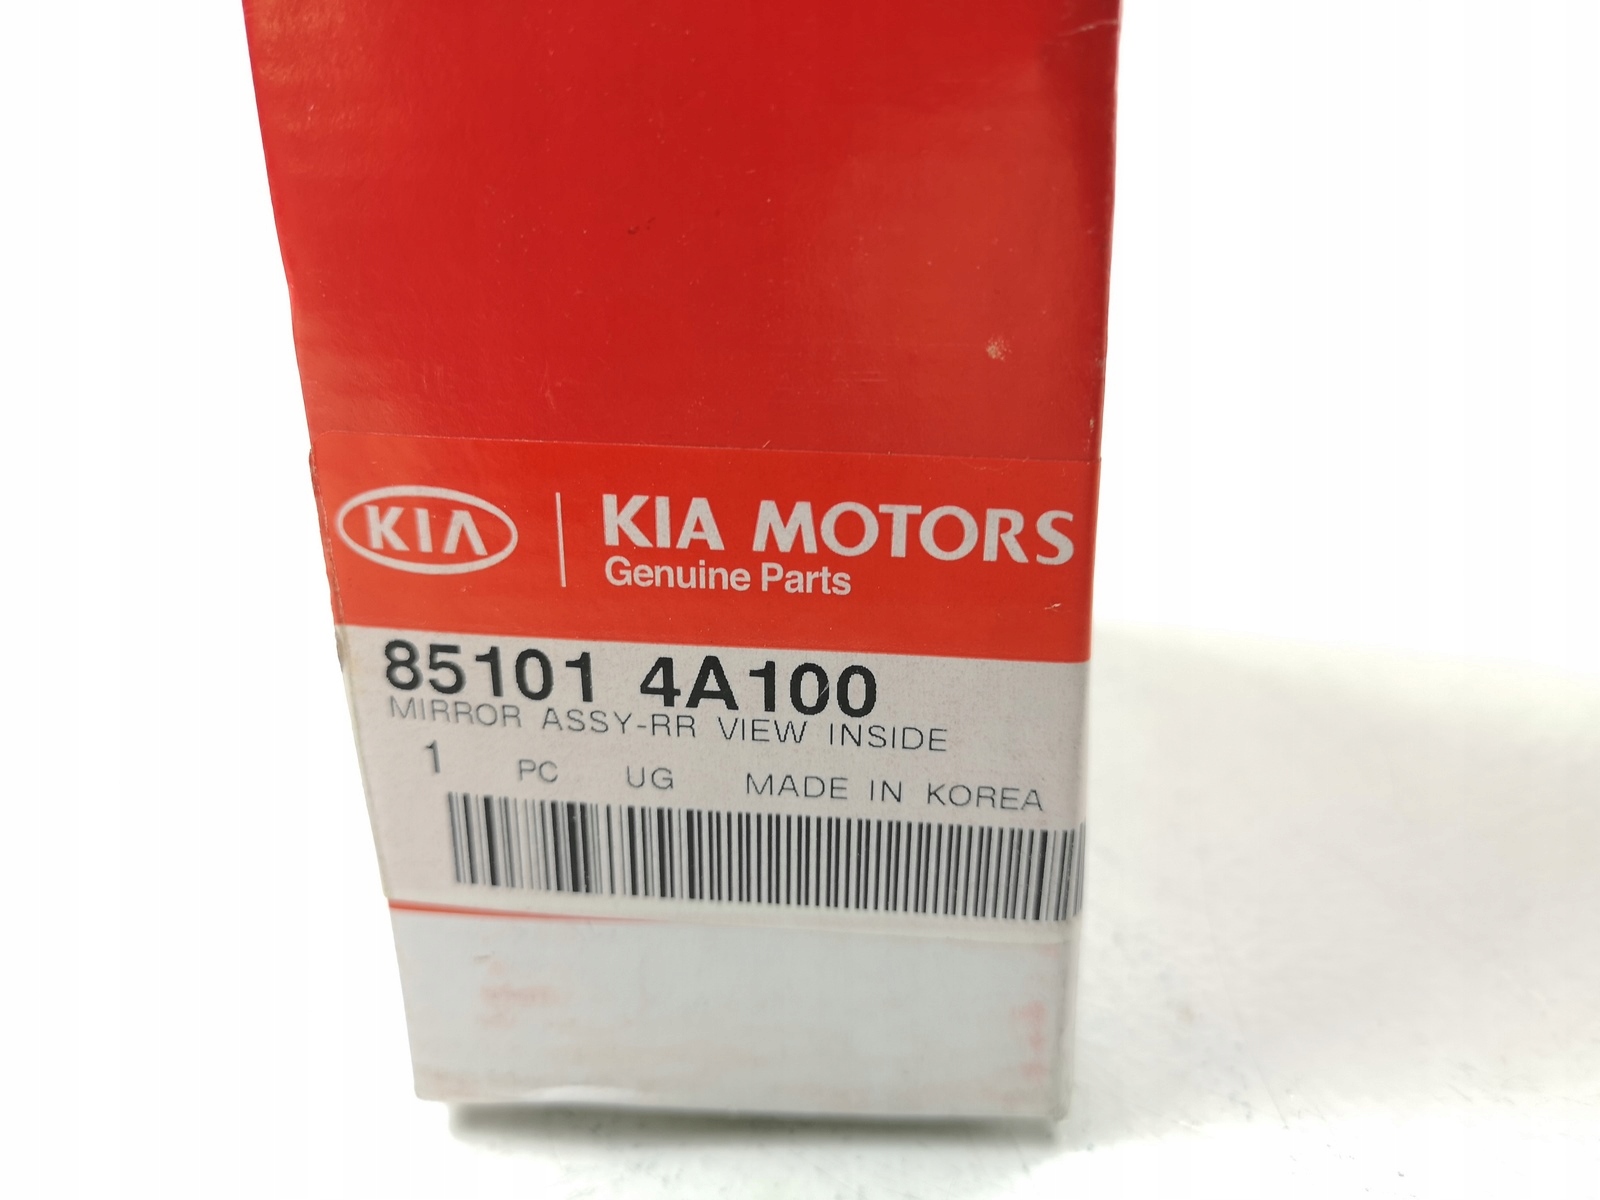 KIA
KIA MOTORS
Genuine Parts
85101 4A100
MIRROR ASSY-RR VIEW INSIDE
1 PC UG MADE IN KOREA